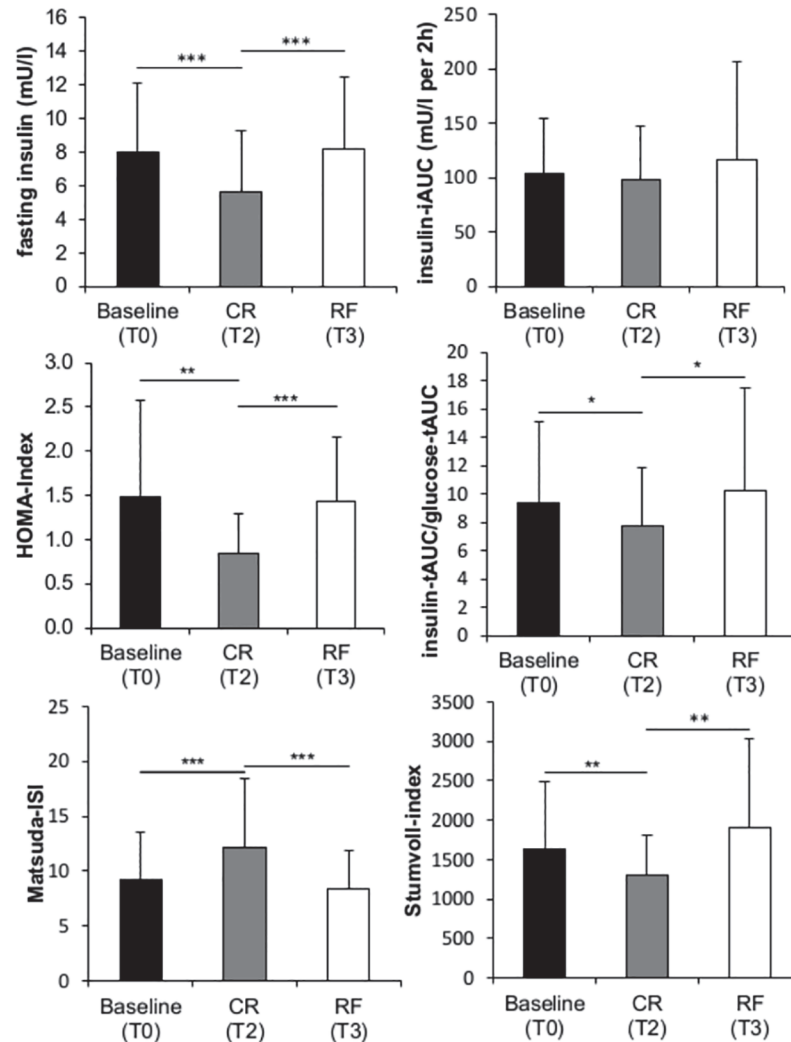 fasting insulin (mU/l)
16
14
12
10
8
6
4
2
0
***
***
Baseline
(T0)
CR
(T2)
RF
(T3)
insulin-iAUC (mU/l per 2h)
250
200
150
100
50
0
Baseline
(T0)
CR
(T2)
RF
(T3)
HOMA-Index
3.0
2.5
2.0
1.5
1.0
0.5
0.0
**
***
Baseline
(T0)
CR
(T2)
RF
(T3)
insulin-tAUC/glucose-tAUC
20
18
16
14
12
10
8
6
4
2
0
*
*
Baseline
(T0)
CR
(T2)
RF
(T3)
Matsuda-ISI
25
20
15
10
5
0
***
***
Baseline
(T0)
CR
(T2)
RF
(T3)
Stumvoll-index
3500
3000
2500
2000
1500
1000
500
0
**
**
Baseline
(T0)
CR
(T2)
RF
(T3)